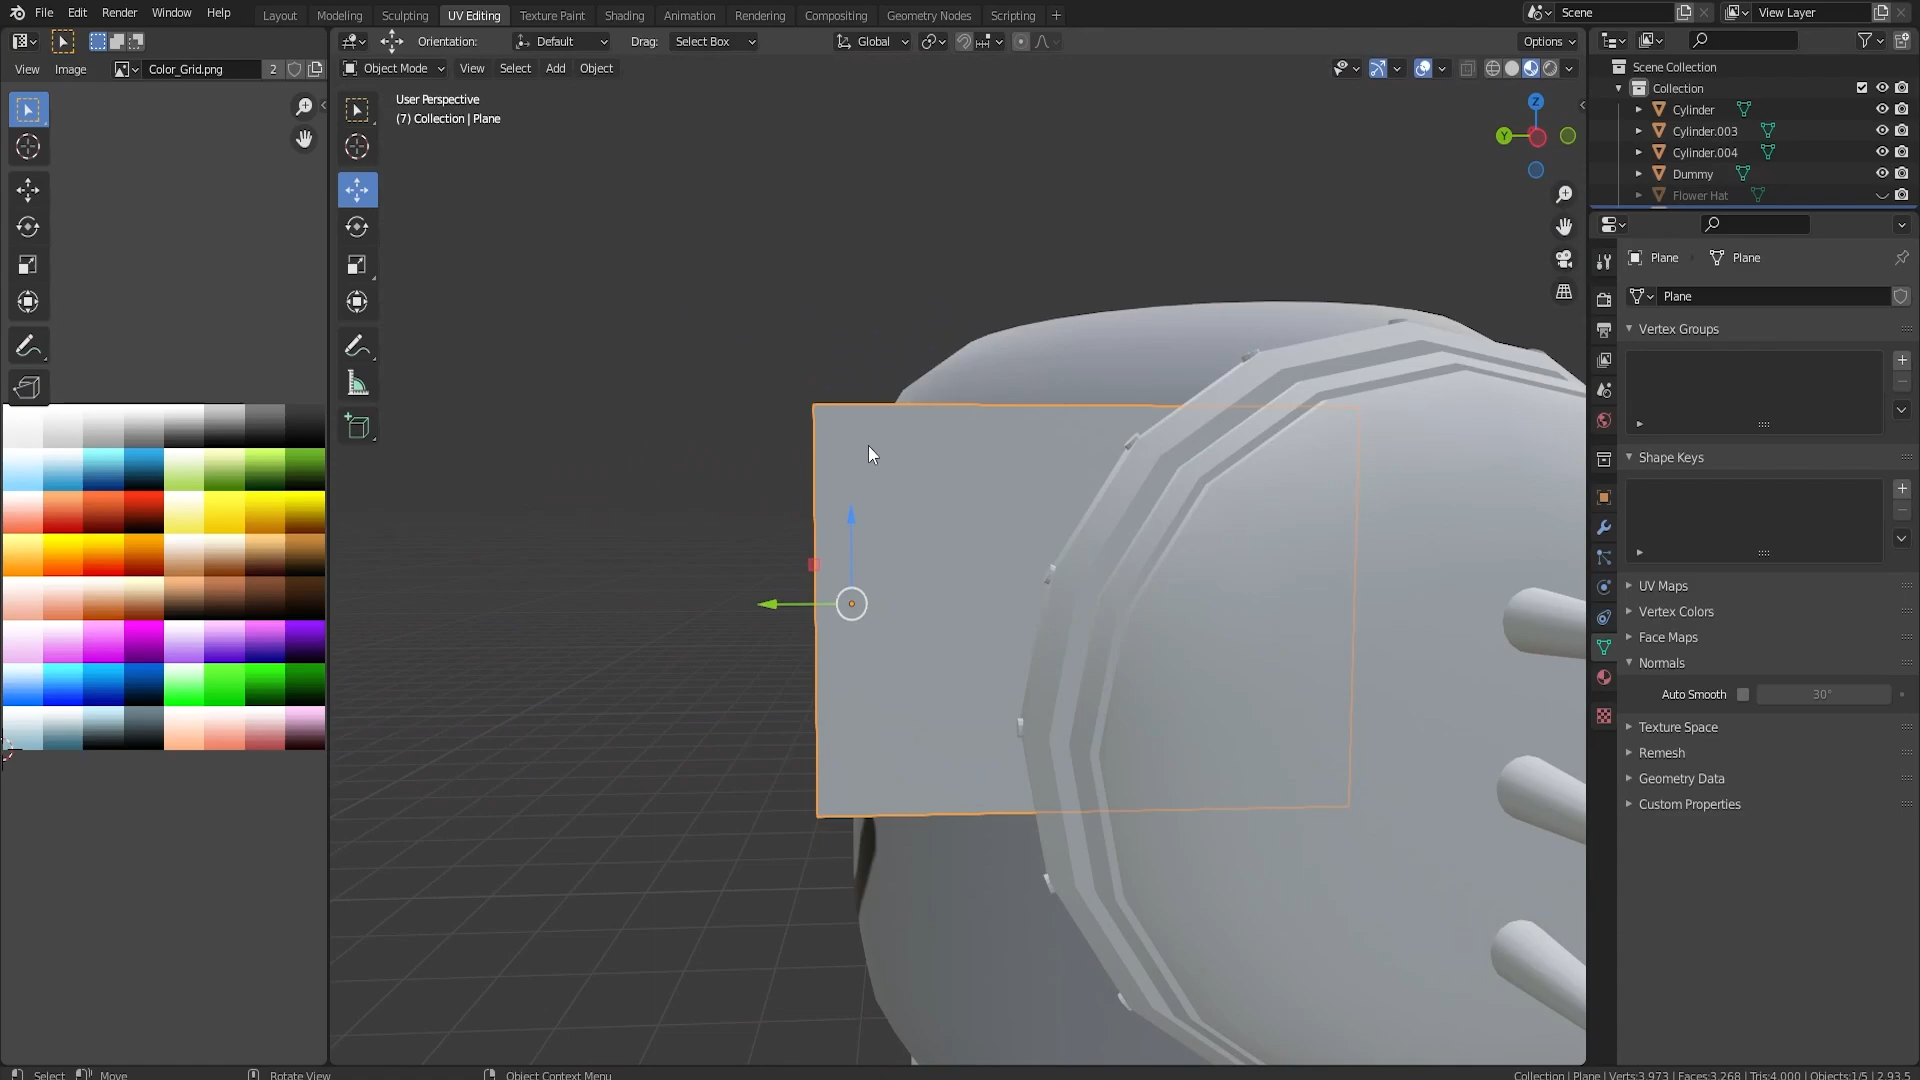 File Edit Render Window Help Layout Modeling Sculpting UV Editing Texture Paint Shading Animation Rendering Compositing Geometry Nodes Scripting + Scene View Layer
Orientation: Default Drag: Select Box Global Options
View Image Color_Grid.png 2 Object Mode View Select Add Object
Scene Collection
Collection
User Perspective
(7) Collection | Plane
Cylinder
Cylinder.003
Cylinder.004
Dummy
Flower Hat
Z
Y
Plane Plane
Plane
Vertex Groups
Shape Keys
UV Maps
Vertex Colors
Face Maps
Normals
Auto Smooth 30°
Texture Space
Remesh
Geometry Data
Custom Properties
Select Move Rotate View Object Context Menu Collection | Plane | Verts:3,973 | Faces:3,268 | Tris:4,000 | Objects:1/5 | 2.93.5